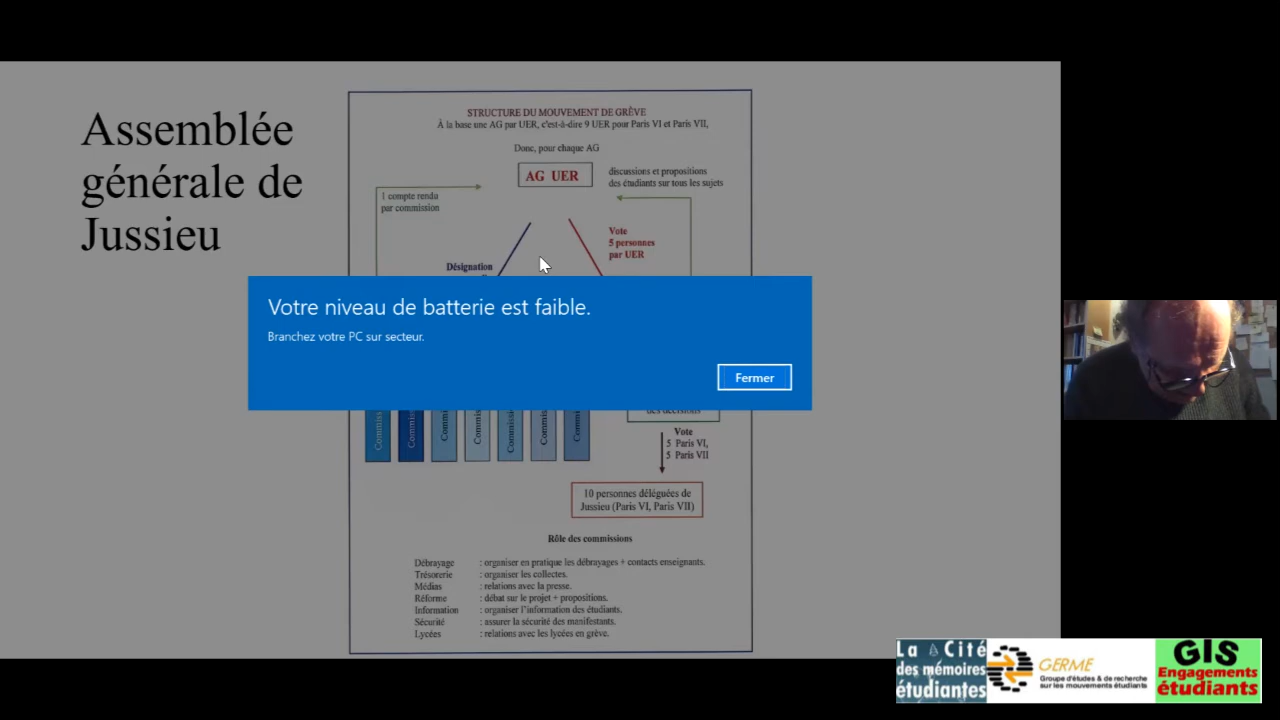 Assemblée
générale de
Jussieu
STRUCTURE DU MOUVEMENT DE GRÈVE
À la base une AG par UER, c'est-à-dire 9 UER pour Paris VI et Paris VII,
Donc, pour chaque AG
AG UER
discussions et propositions
des étudiants sur tous les sujets
1 compte rendu
par commission
Vote
5 personnes
par UER
Désignation
Votre niveau de batterie est faible.
Branchez votre PC sur secteur.
Fermer
des décisions
Vote
5 Paris VI,
5 Paris VII
10 personnes déléguées de
Jussieu (Paris VI, Paris VII)
Rôle des commissions
Débrayage : organiser en pratique les débrayages + contacts enseignants.
Trésorerie : organiser les collectes.
Médias : relations avec la presse.
Réforme : débat sur le projet + propositions.
Information : organiser l'information des étudiants.
Sécurité : assurer la sécurité des manifestants.
Lycées : relations avec les lycées en grève.
La Cité
des mémoires
étudiantes
GERME
Groupe d'études & de recherche
sur les mouvements étudiants
GIS
Engagements
étudiants